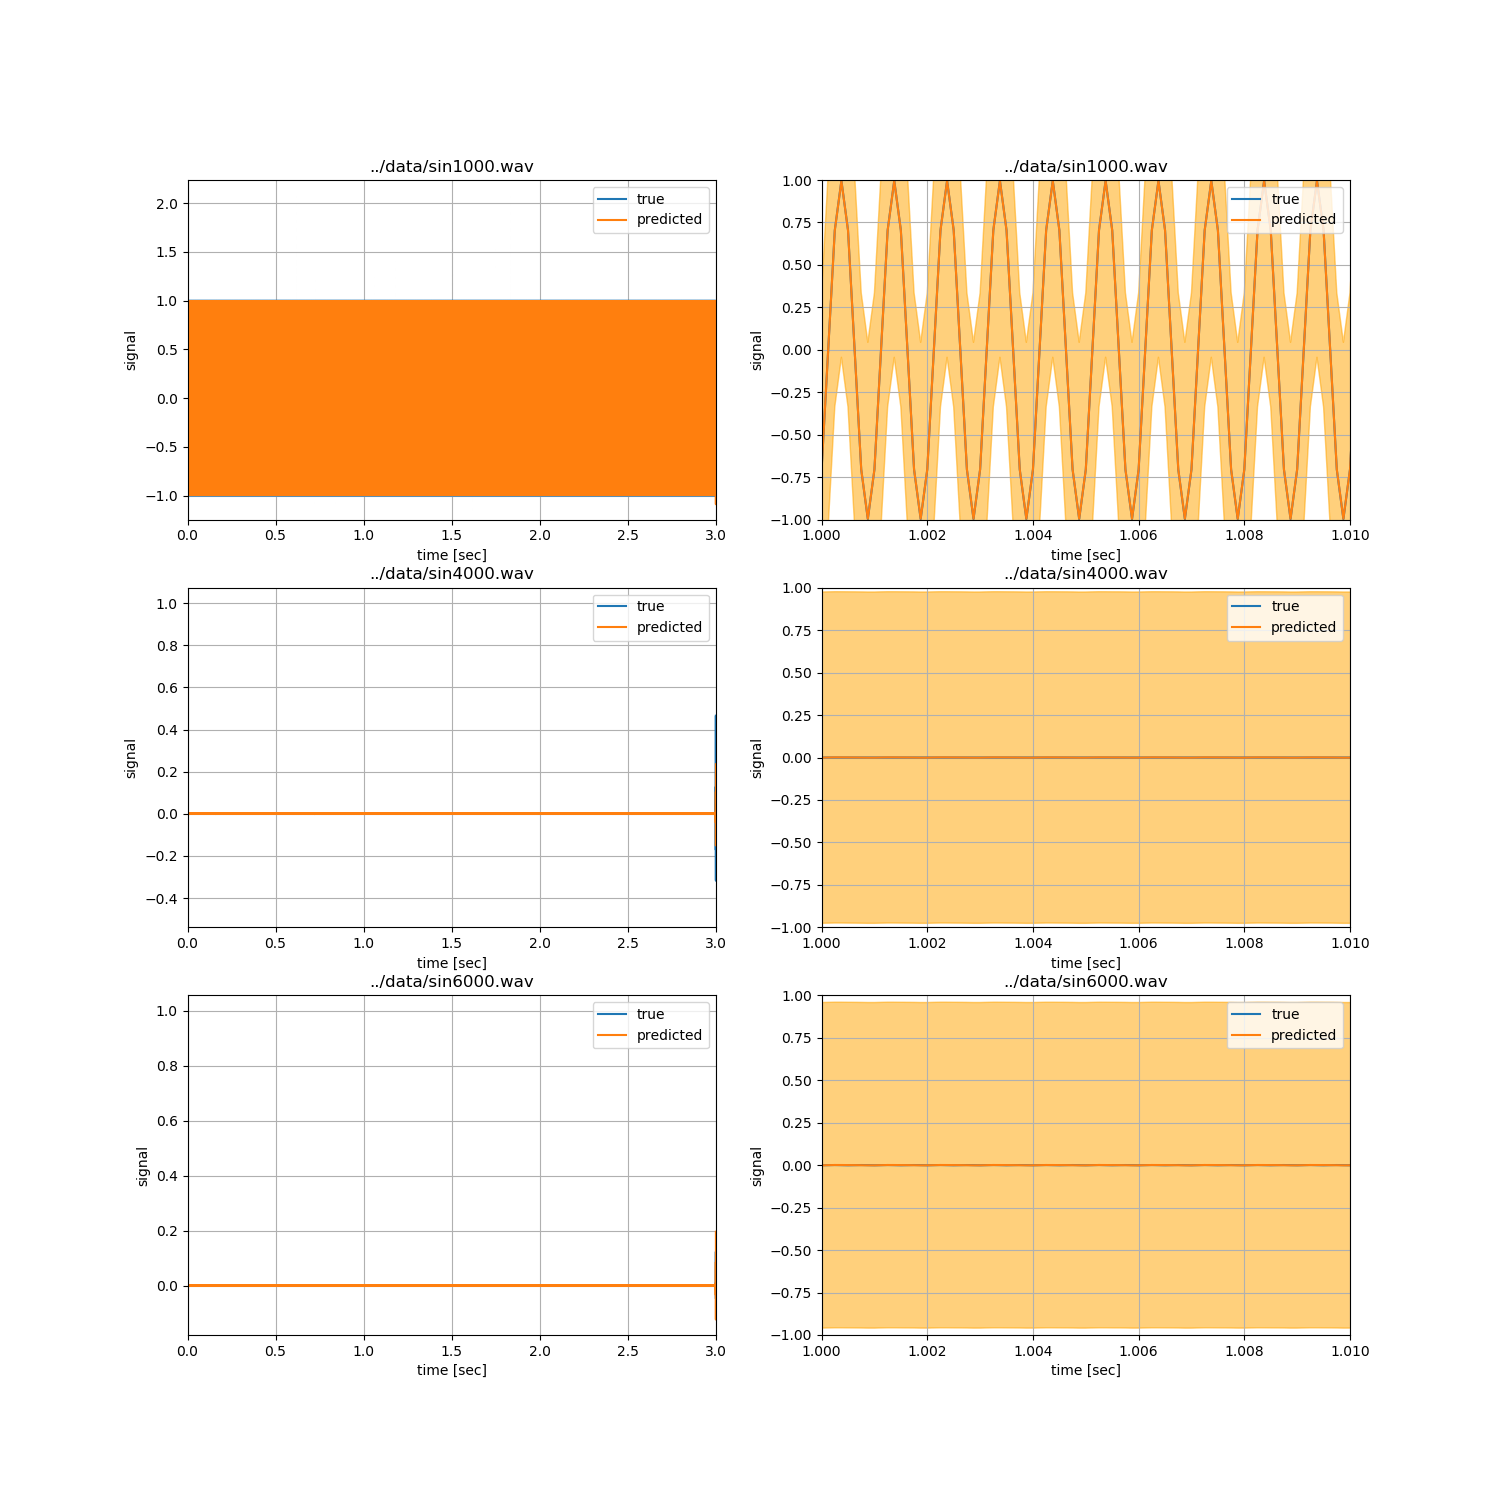 ../data/sin1000.wav
signal
2.0
1.5
1.0
0.5
0.0
−0.5
−1.0
true
predicted
0.0 0.5 1.0 1.5 2.0 2.5 3.0
time [sec]
../data/sin1000.wav
signal
1.00
0.75
0.50
0.25
0.00
−0.25
−0.50
−0.75
−1.00
true
predicted
1.000 1.002 1.004 1.006 1.008 1.010
time [sec]
../data/sin4000.wav
signal
1.0
0.8
0.6
0.4
0.2
0.0
−0.2
−0.4
true
predicted
0.0 0.5 1.0 1.5 2.0 2.5 3.0
time [sec]
../data/sin4000.wav
signal
1.00
0.75
0.50
0.25
0.00
−0.25
−0.50
−0.75
−1.00
true
predicted
1.000 1.002 1.004 1.006 1.008 1.010
time [sec]
../data/sin6000.wav
signal
1.0
0.8
0.6
0.4
0.2
0.0
true
predicted
0.0 0.5 1.0 1.5 2.0 2.5 3.0
time [sec]
../data/sin6000.wav
signal
1.00
0.75
0.50
0.25
0.00
−0.25
−0.50
−0.75
−1.00
true
predicted
1.000 1.002 1.004 1.006 1.008 1.010
time [sec]